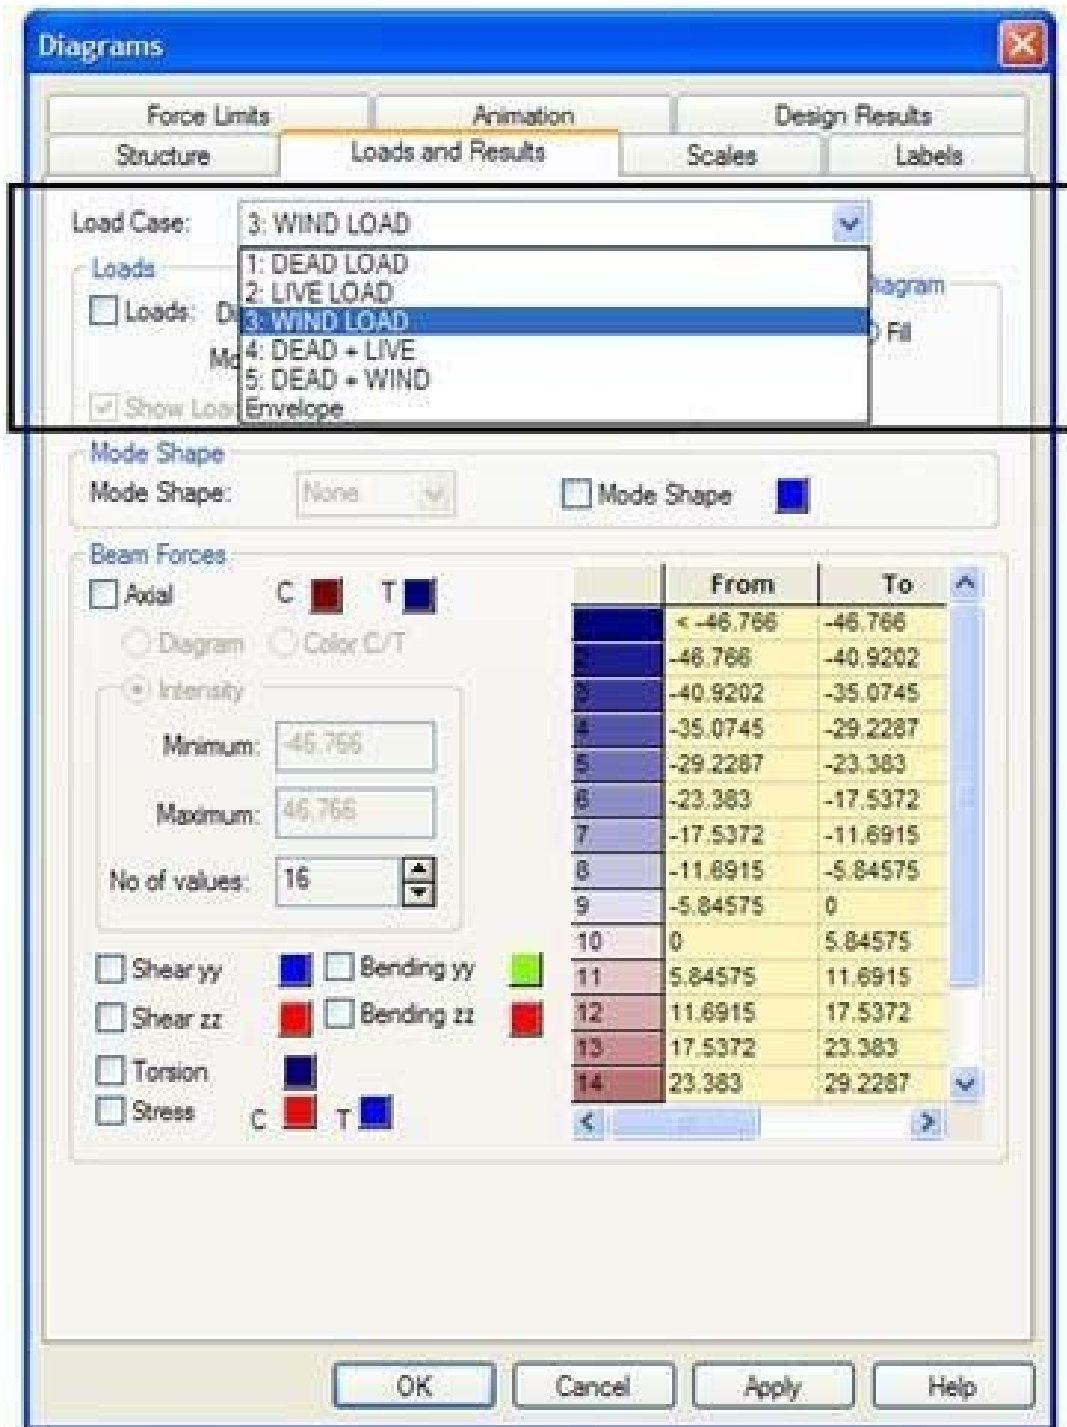 Diagrams
Force Limits Animation Design Results
Structure Loads and Results Scales Labels
Load Case: 3: WIND LOAD
1: DEAD LOAD
Loads
2: LIVE LOAD
Loads:
3: WIND LOAD
Fill
4: DEAD + LIVE
5: DEAD + WIND
Show Envelope
Mode Shape
Mode Shape: None Mode Shape
Beam Forces
Axial C T
Diagram Color C/T
Intensity
Minimum: -46.766
Maximum: 46.766
No of values: 16
Shear yy Bending yy
Shear zz Bending zz
Torsion
Stress C T
From To
< -46.766 -46.766
2 -46.766 -40.9202
3 -40.9202 -35.0745
4 -35.0745 -29.2287
5 -29.2287 -23.383
6 -23.383 -17.5372
7 -17.5372 -11.6915
8 -11.6915 -5.84575
9 -5.84575 0
10 0 5.84575
11 5.84575 11.6915
12 11.6915 17.5372
13 17.5372 23.383
14 23.383 29.2287
OK Cancel Apply Help